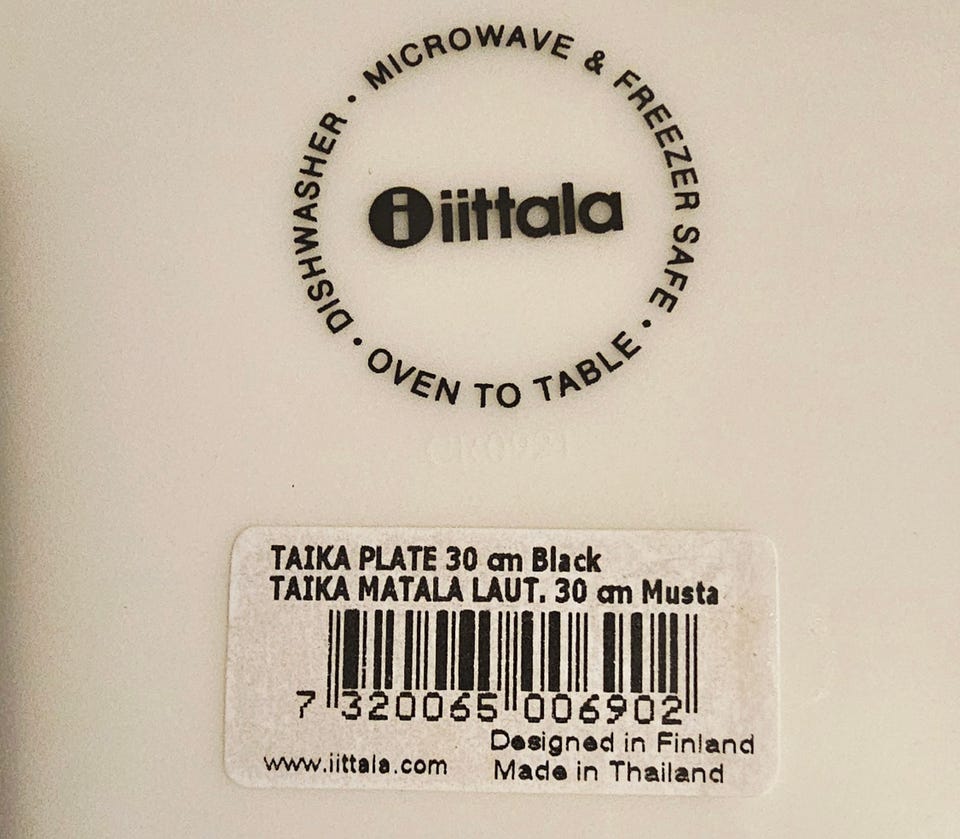 DISHWASHER • MICROWAVE & FREEZER SAFE • OVEN TO TABLE •
i iittala
TAIKA PLATE 30 cm Black
TAIKA MATALA LAUT. 30 cm Musta
7 320065 006902
Designed in Finland
www.iittala.com Made in Thailand